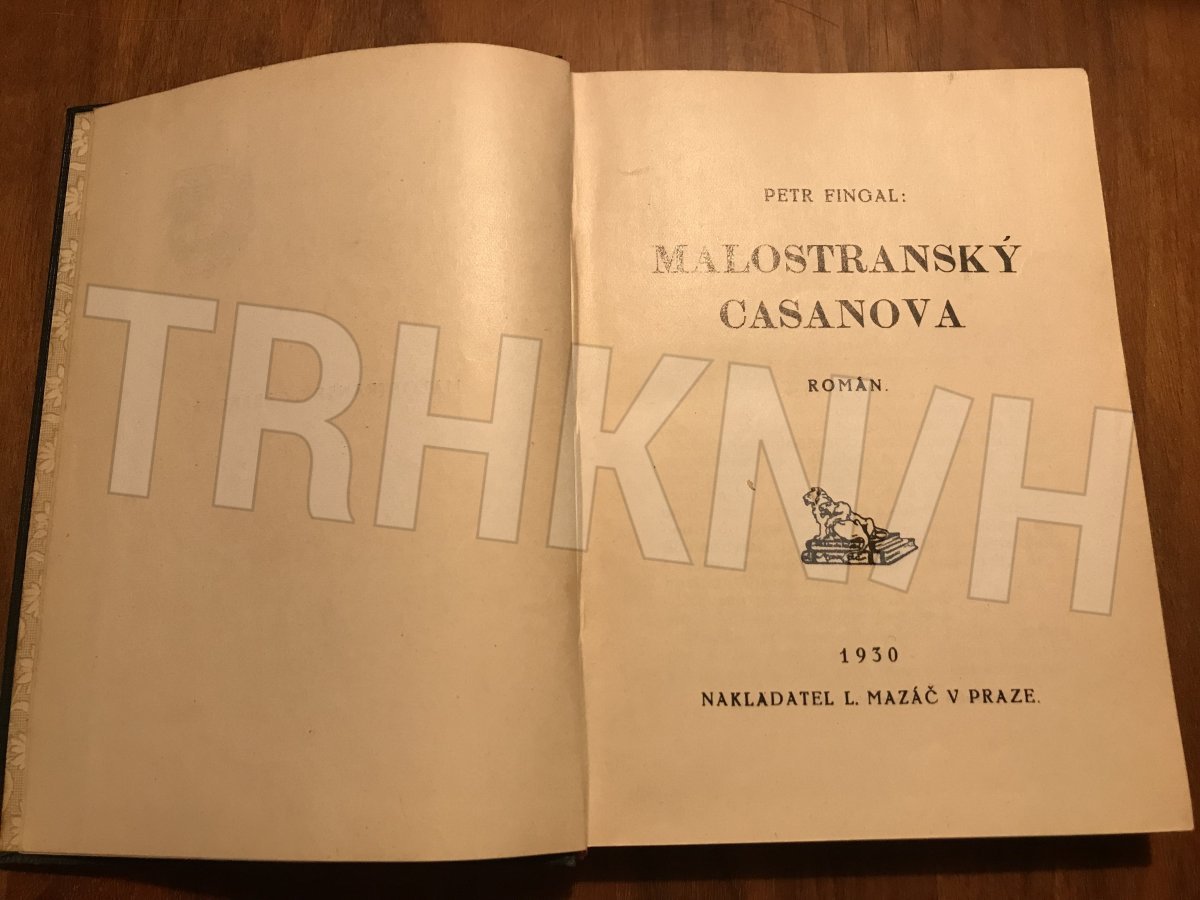 PETR FINGAL:
MALOSTRANSKÝ
CASANOVA
ROMÁN.
1930
NAKLADATEL L. MAZÁČ V PRAZE.
TRHKNIH